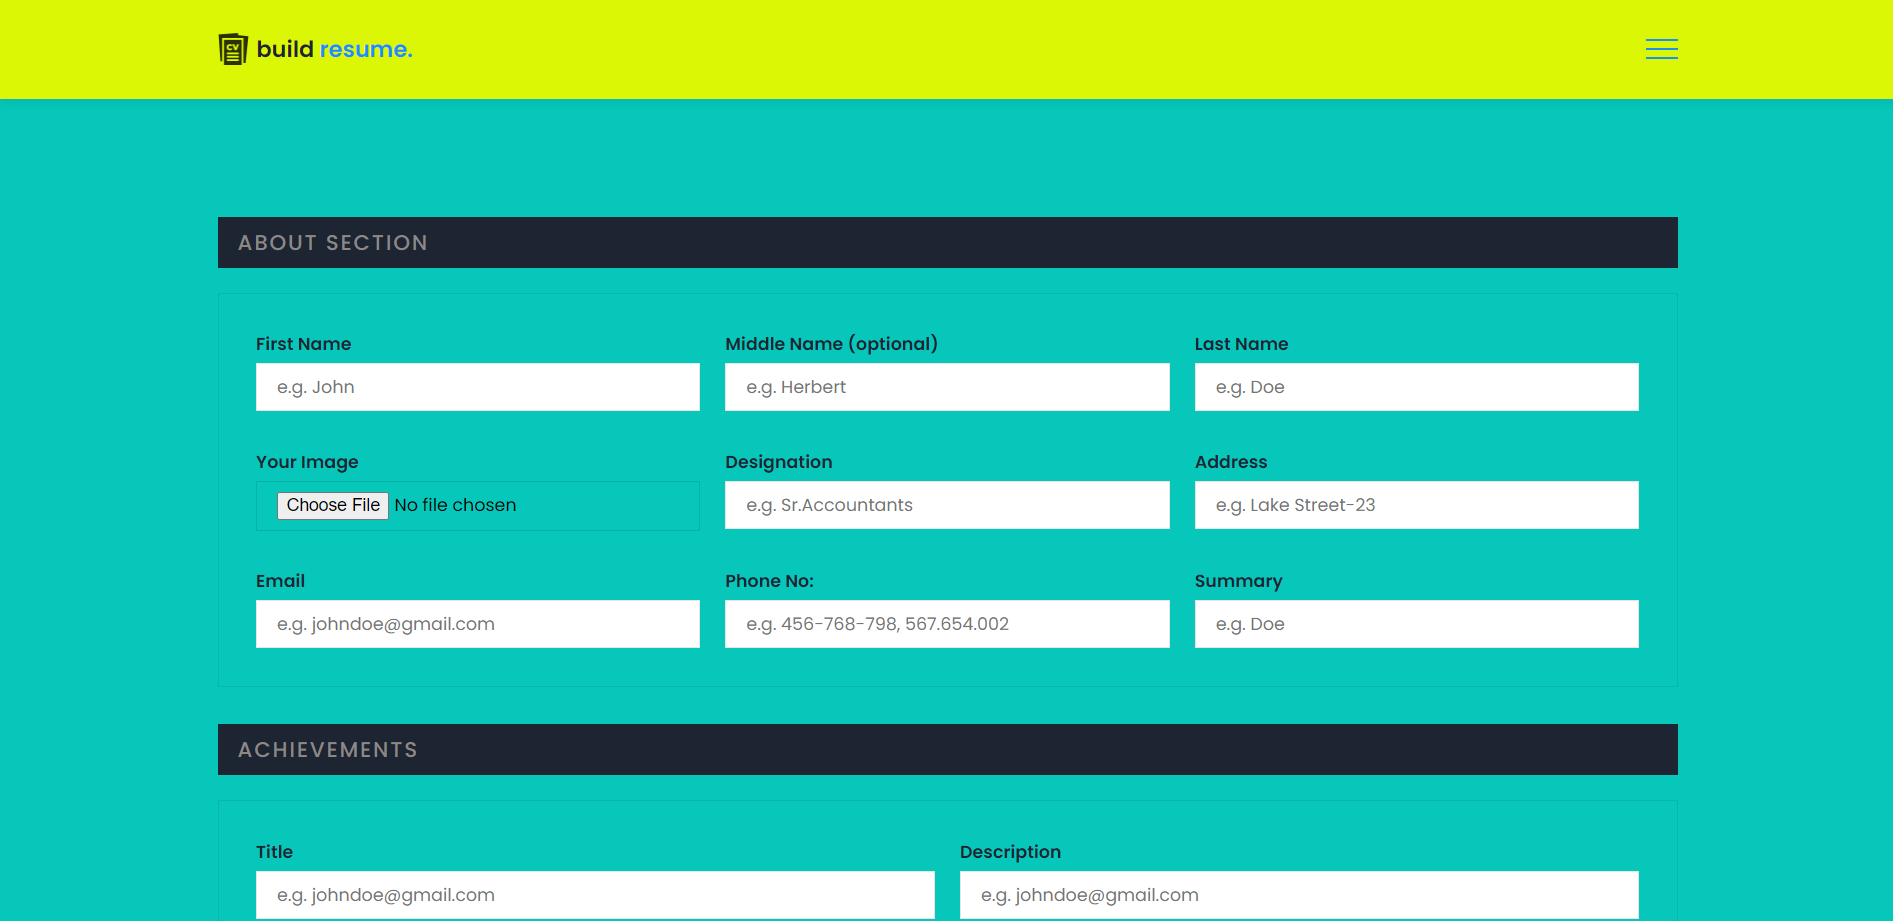 CV build resume.
ABOUT SECTION
First Name Middle Name (optional) Last Name
e.g. John e.g. Herbert e.g. Doe
Your Image Designation Address
Choose File No file chosen e.g. Sr.Accountants e.g. Lake Street-23
Email Phone No: Summary
e.g. johndoe@gmail.com e.g. 456-768-798, 567.654.002 e.g. Doe
ACHIEVEMENTS
Title Description
e.g. johndoe@gmail.com e.g. johndoe@gmail.com